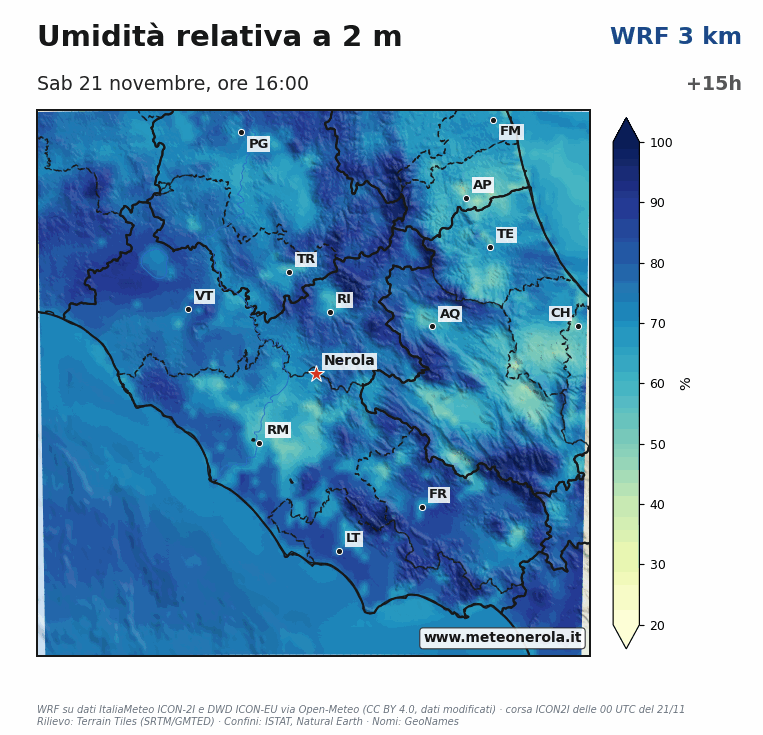 Umidità relativa a 2 m
WRF 3 km
Sab 21 novembre, ore 16:00
+15h
FM
PG
AP
TE
TR
VT
RI
AQ
CH
Nerola
RM
FR
LT
www.meteonerola.it
100
90
80
70
60
50
40
30
20
%
WRF su dati ItaliaMeteo ICON-2I e DWD ICON-EU via Open-Meteo (CC BY 4.0, dati modificati) · corsa ICON2I delle 00 UTC del 21/11
Rilievo: Terrain Tiles (SRTM/GMTED) · Confini: ISTAT, Natural Earth · Nomi: GeoNames